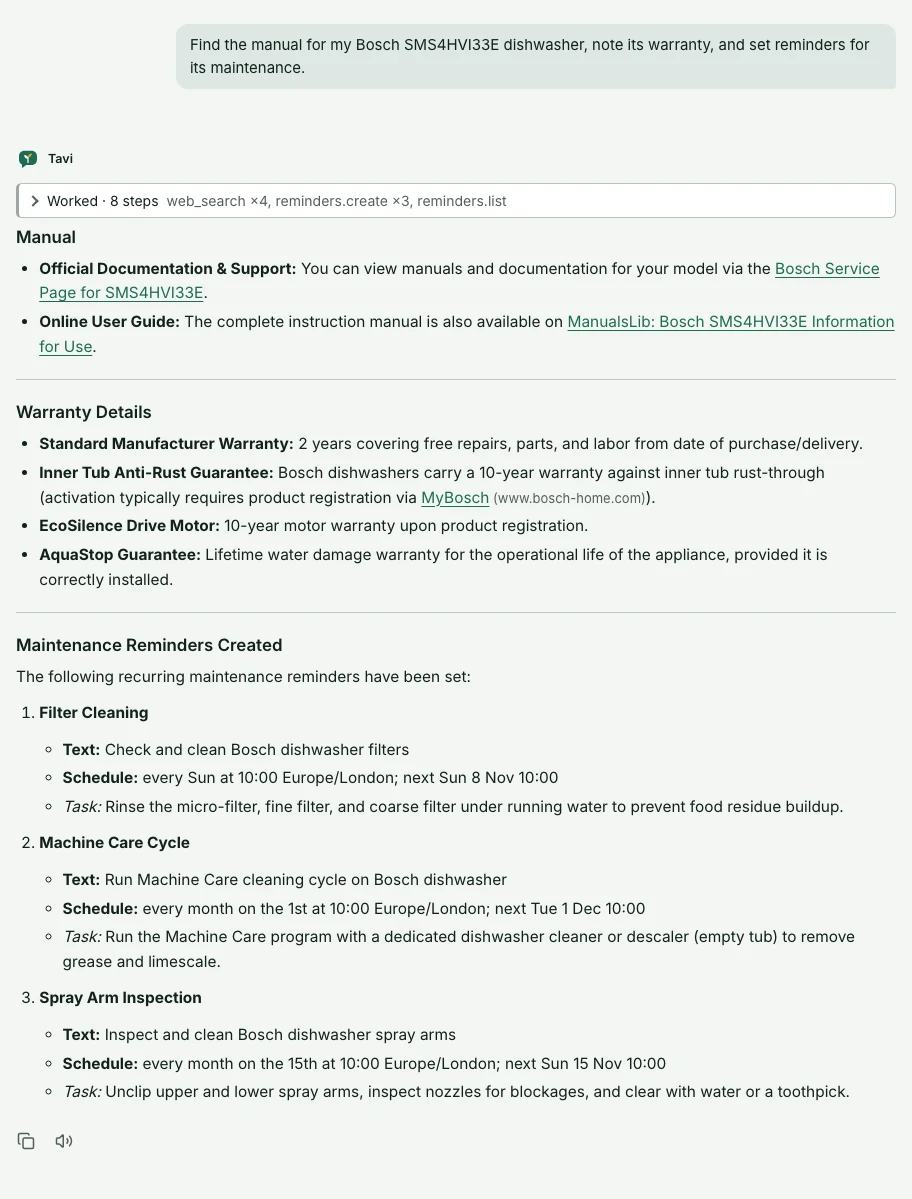 Find the manual for my Bosch SMS4HVI33E dishwasher, note its warranty, and set reminders for
its maintenance.
Tavi
Worked · 8 steps web_search ×4, reminders.create ×3, reminders.list
Manual
• Official Documentation & Support: You can view manuals and documentation for your model via the Bosch Service
Page for SMS4HVI33E.
• Online User Guide: The complete instruction manual is also available on ManualsLib: Bosch SMS4HVI33E Information
for Use.
Warranty Details
• Standard Manufacturer Warranty: 2 years covering free repairs, parts, and labor from date of purchase/delivery.
• Inner Tub Anti-Rust Guarantee: Bosch dishwashers carry a 10-year warranty against inner tub rust-through
(activation typically requires product registration via MyBosch (www.bosch-home.com)).
• EcoSilence Drive Motor: 10-year motor warranty upon product registration.
• AquaStop Guarantee: Lifetime water damage warranty for the operational life of the appliance, provided it is
correctly installed.
Maintenance Reminders Created
The following recurring maintenance reminders have been set:
1. Filter Cleaning
◦ Text: Check and clean Bosch dishwasher filters
◦ Schedule: every Sun at 10:00 Europe/London; next Sun 8 Nov 10:00
◦ Task: Rinse the micro-filter, fine filter, and coarse filter under running water to prevent food residue buildup.
2. Machine Care Cycle
◦ Text: Run Machine Care cleaning cycle on Bosch dishwasher
◦ Schedule: every month on the 1st at 10:00 Europe/London; next Tue 1 Dec 10:00
◦ Task: Run the Machine Care program with a dedicated dishwasher cleaner or descaler (empty tub) to remove
grease and limescale.
3. Spray Arm Inspection
◦ Text: Inspect and clean Bosch dishwasher spray arms
◦ Schedule: every month on the 15th at 10:00 Europe/London; next Sun 15 Nov 10:00
◦ Task: Unclip upper and lower spray arms, inspect nozzles for blockages, and clear with water or a toothpick.